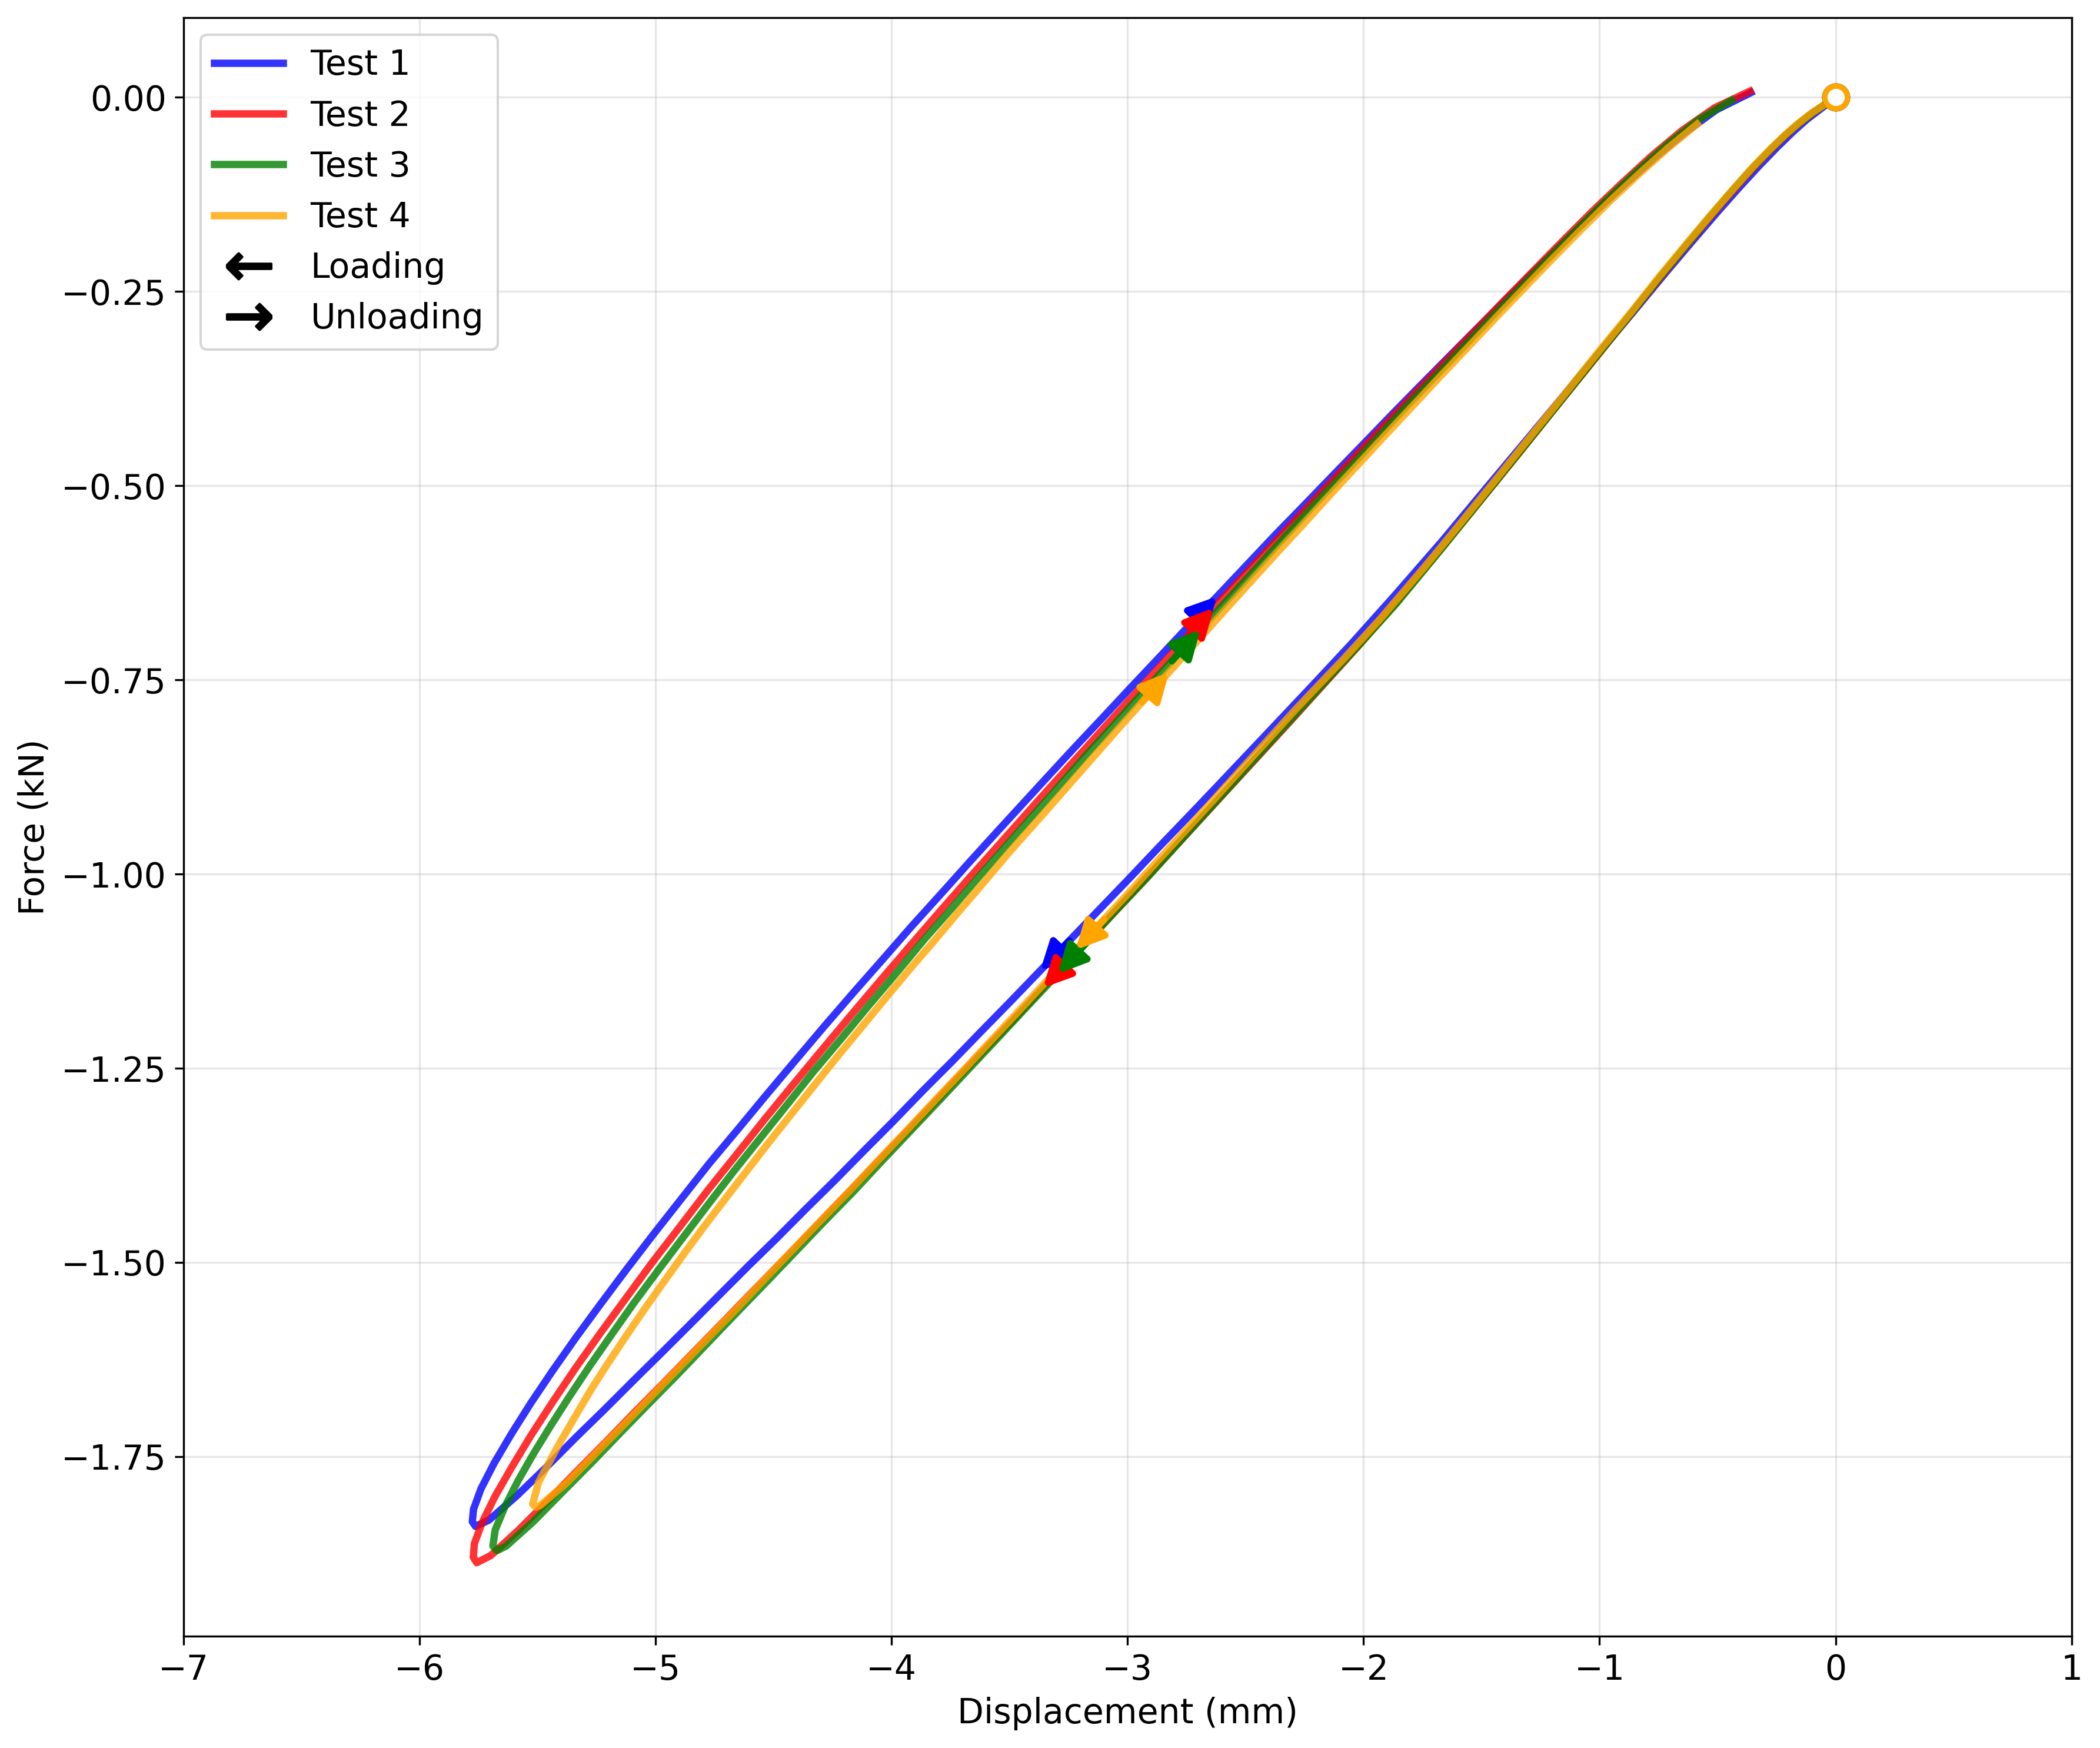 Test 1
Test 2
Test 3
Test 4
Loading
Unloading
0.00
−0.25
−0.50
−0.75
−1.00
−1.25
−1.50
−1.75
Force (kN)
−7 −6 −5 −4 −3 −2 −1 0 1
Displacement (mm)